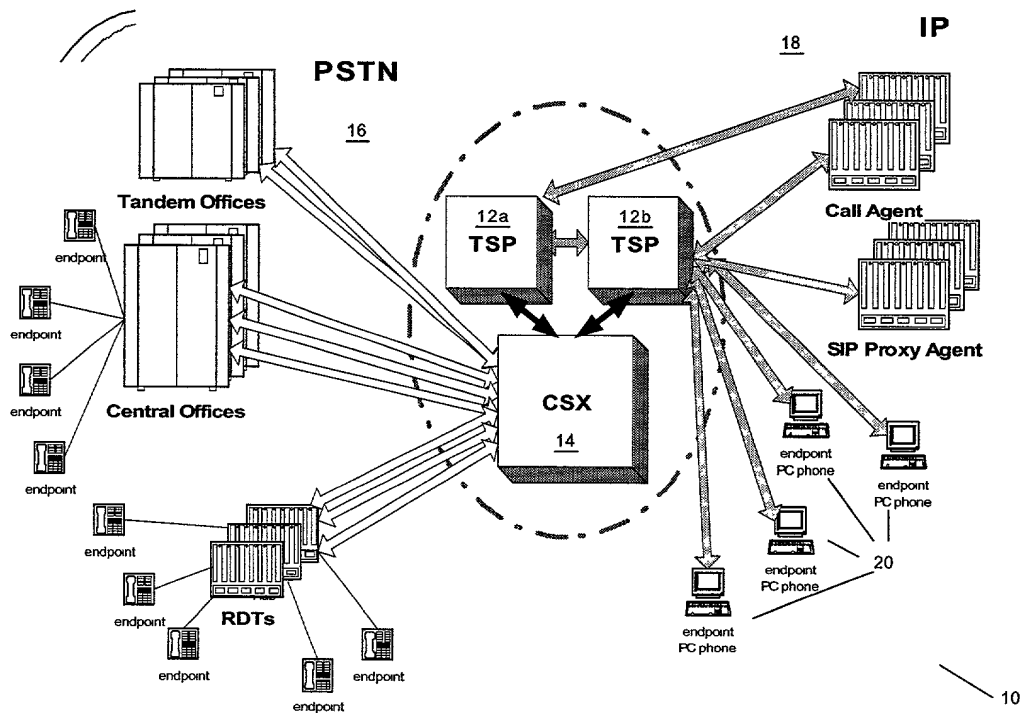 IP
18
PSTN
16
Tandem Offices
12a
TSP
12b
TSP
Call Agent
endpoint
endpoint
endpoint
endpoint
Central Offices
SIP Proxy Agent
CSX
14
endpoint
PC phone
endpoint
PC phone
endpoint
PC phone
endpoint
PC phone
20
endpoint
endpoint
RDTs
endpoint
endpoint
endpoint
10